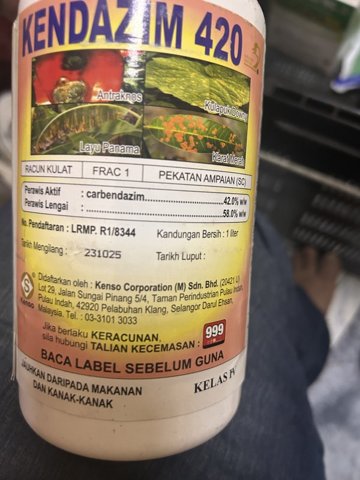 KENDAZIM 420
Antraknos
Kulapuk Downy
Layu Panama
Karat Merah
RACUN KULAT FRAC 1 PEKATAN AMPAIAN (SC)
Perawis Aktif : carbendazim 42.0% w/w
Perawis Lengai : 58.0% w/w
No. Pendaftaran : LRMP. R1/8344 Kandungan Bersih : 1 liter
Tarikh Mengilang : 231025 Tarikh Luput :
Didaftarkan oleh : Kenso Corporation (M) Sdn. Bhd. (20421 U)
Lot 29, Jalan Sungai Pinang 5/4, Taman Perindustrian Pulau Indah,
Pulau Indah, 42920 Pelabuhan Klang, Selangor Darul Ehsan,
Malaysia. Tel : 03-3101 3033
KENSO
Jika berlaku KERACUNAN,
sila hubungi TALIAN KECEMASAN : 999
BACA LABEL SEBELUM GUNA
JAUHKAN DARIPADA MAKANAN
DAN KANAK-KANAK
KELAS